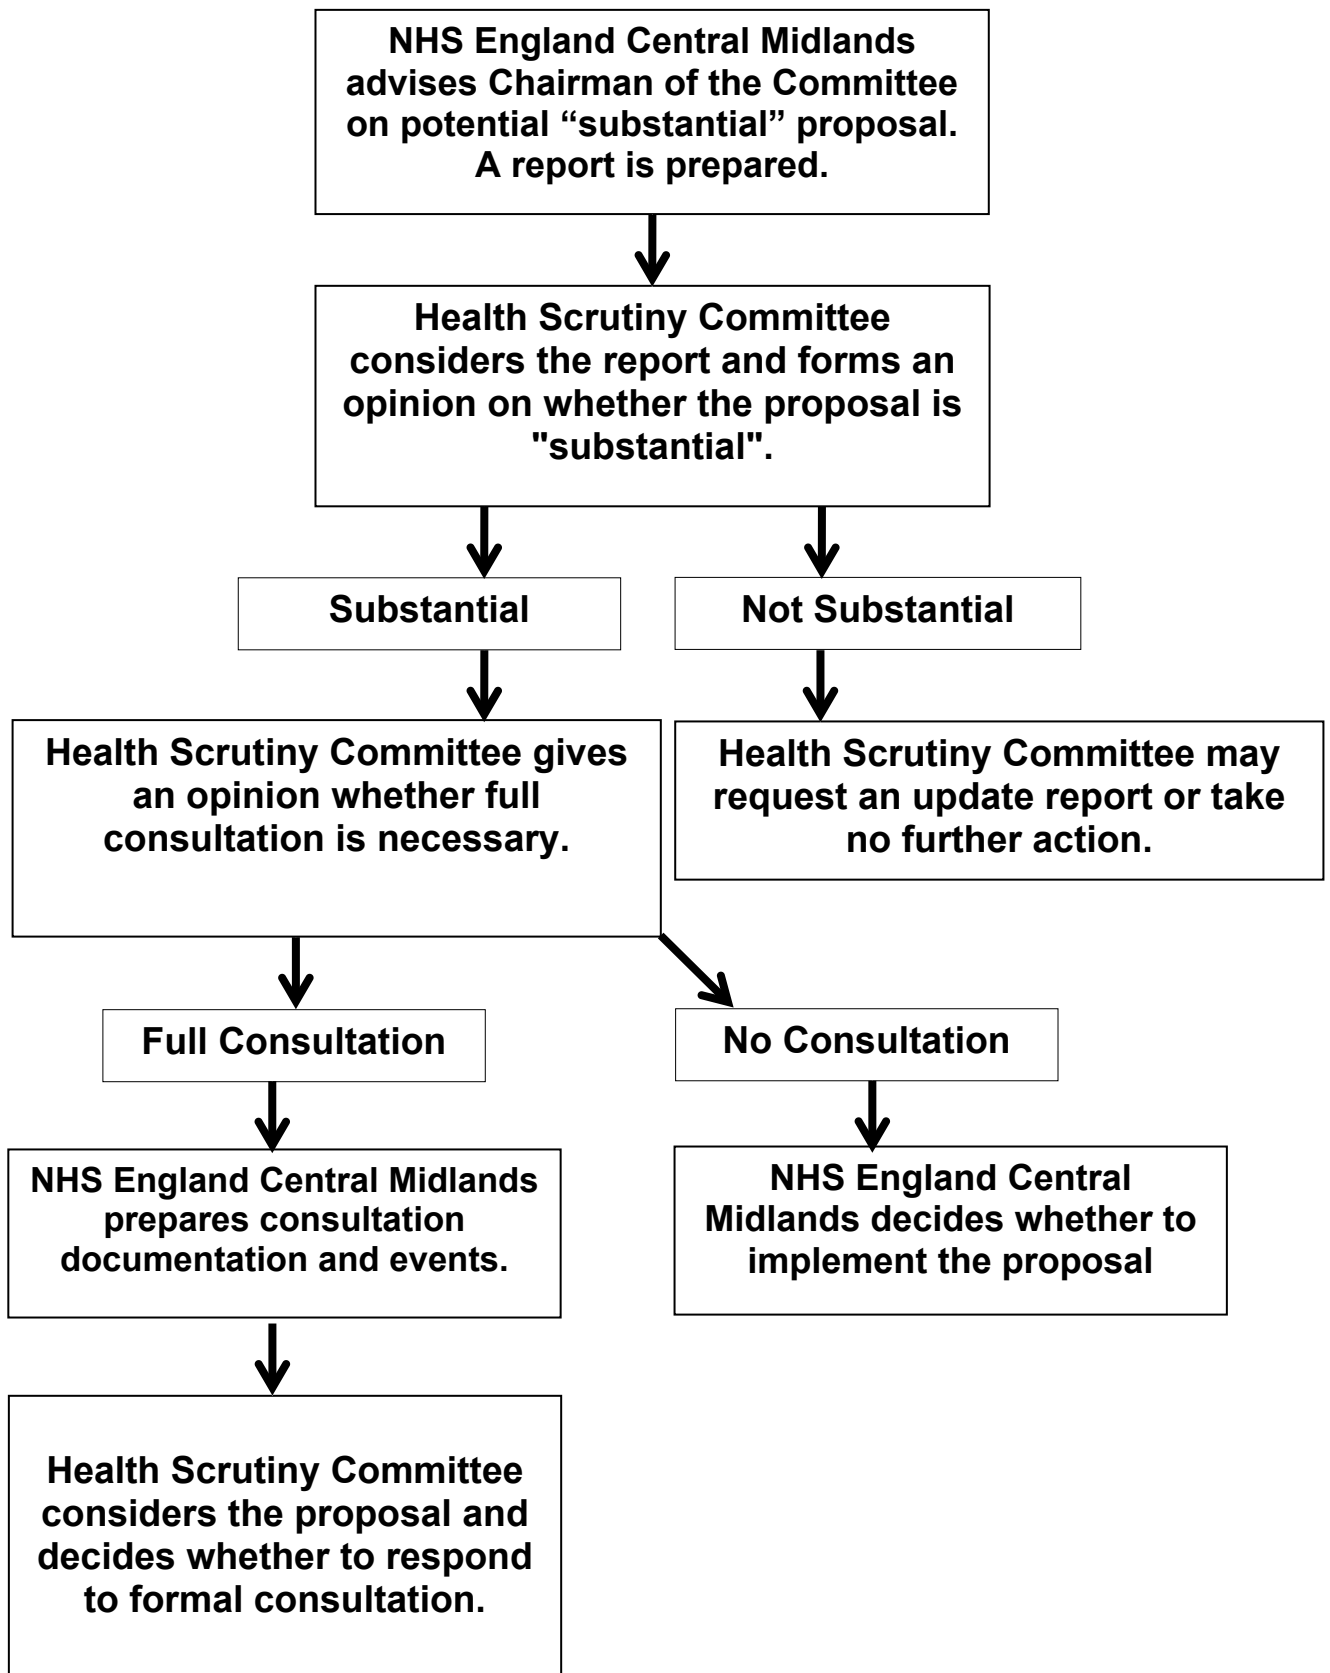 NHS England Central Midlands
advises Chairman of the Committee
on potential “substantial” proposal.
A report is prepared.
Health Scrutiny Committee
considers the report and forms an
opinion on whether the proposal is
"substantial".
Substantial
Not Substantial
Health Scrutiny Committee gives
an opinion whether full
consultation is necessary.
Health Scrutiny Committee may
request an update report or take
no further action.
Full Consultation
No Consultation
NHS England Central Midlands
prepares consultation
documentation and events.
NHS England Central
Midlands decides whether to
implement the proposal
Health Scrutiny Committee
considers the proposal and
decides whether to respond
to formal consultation.